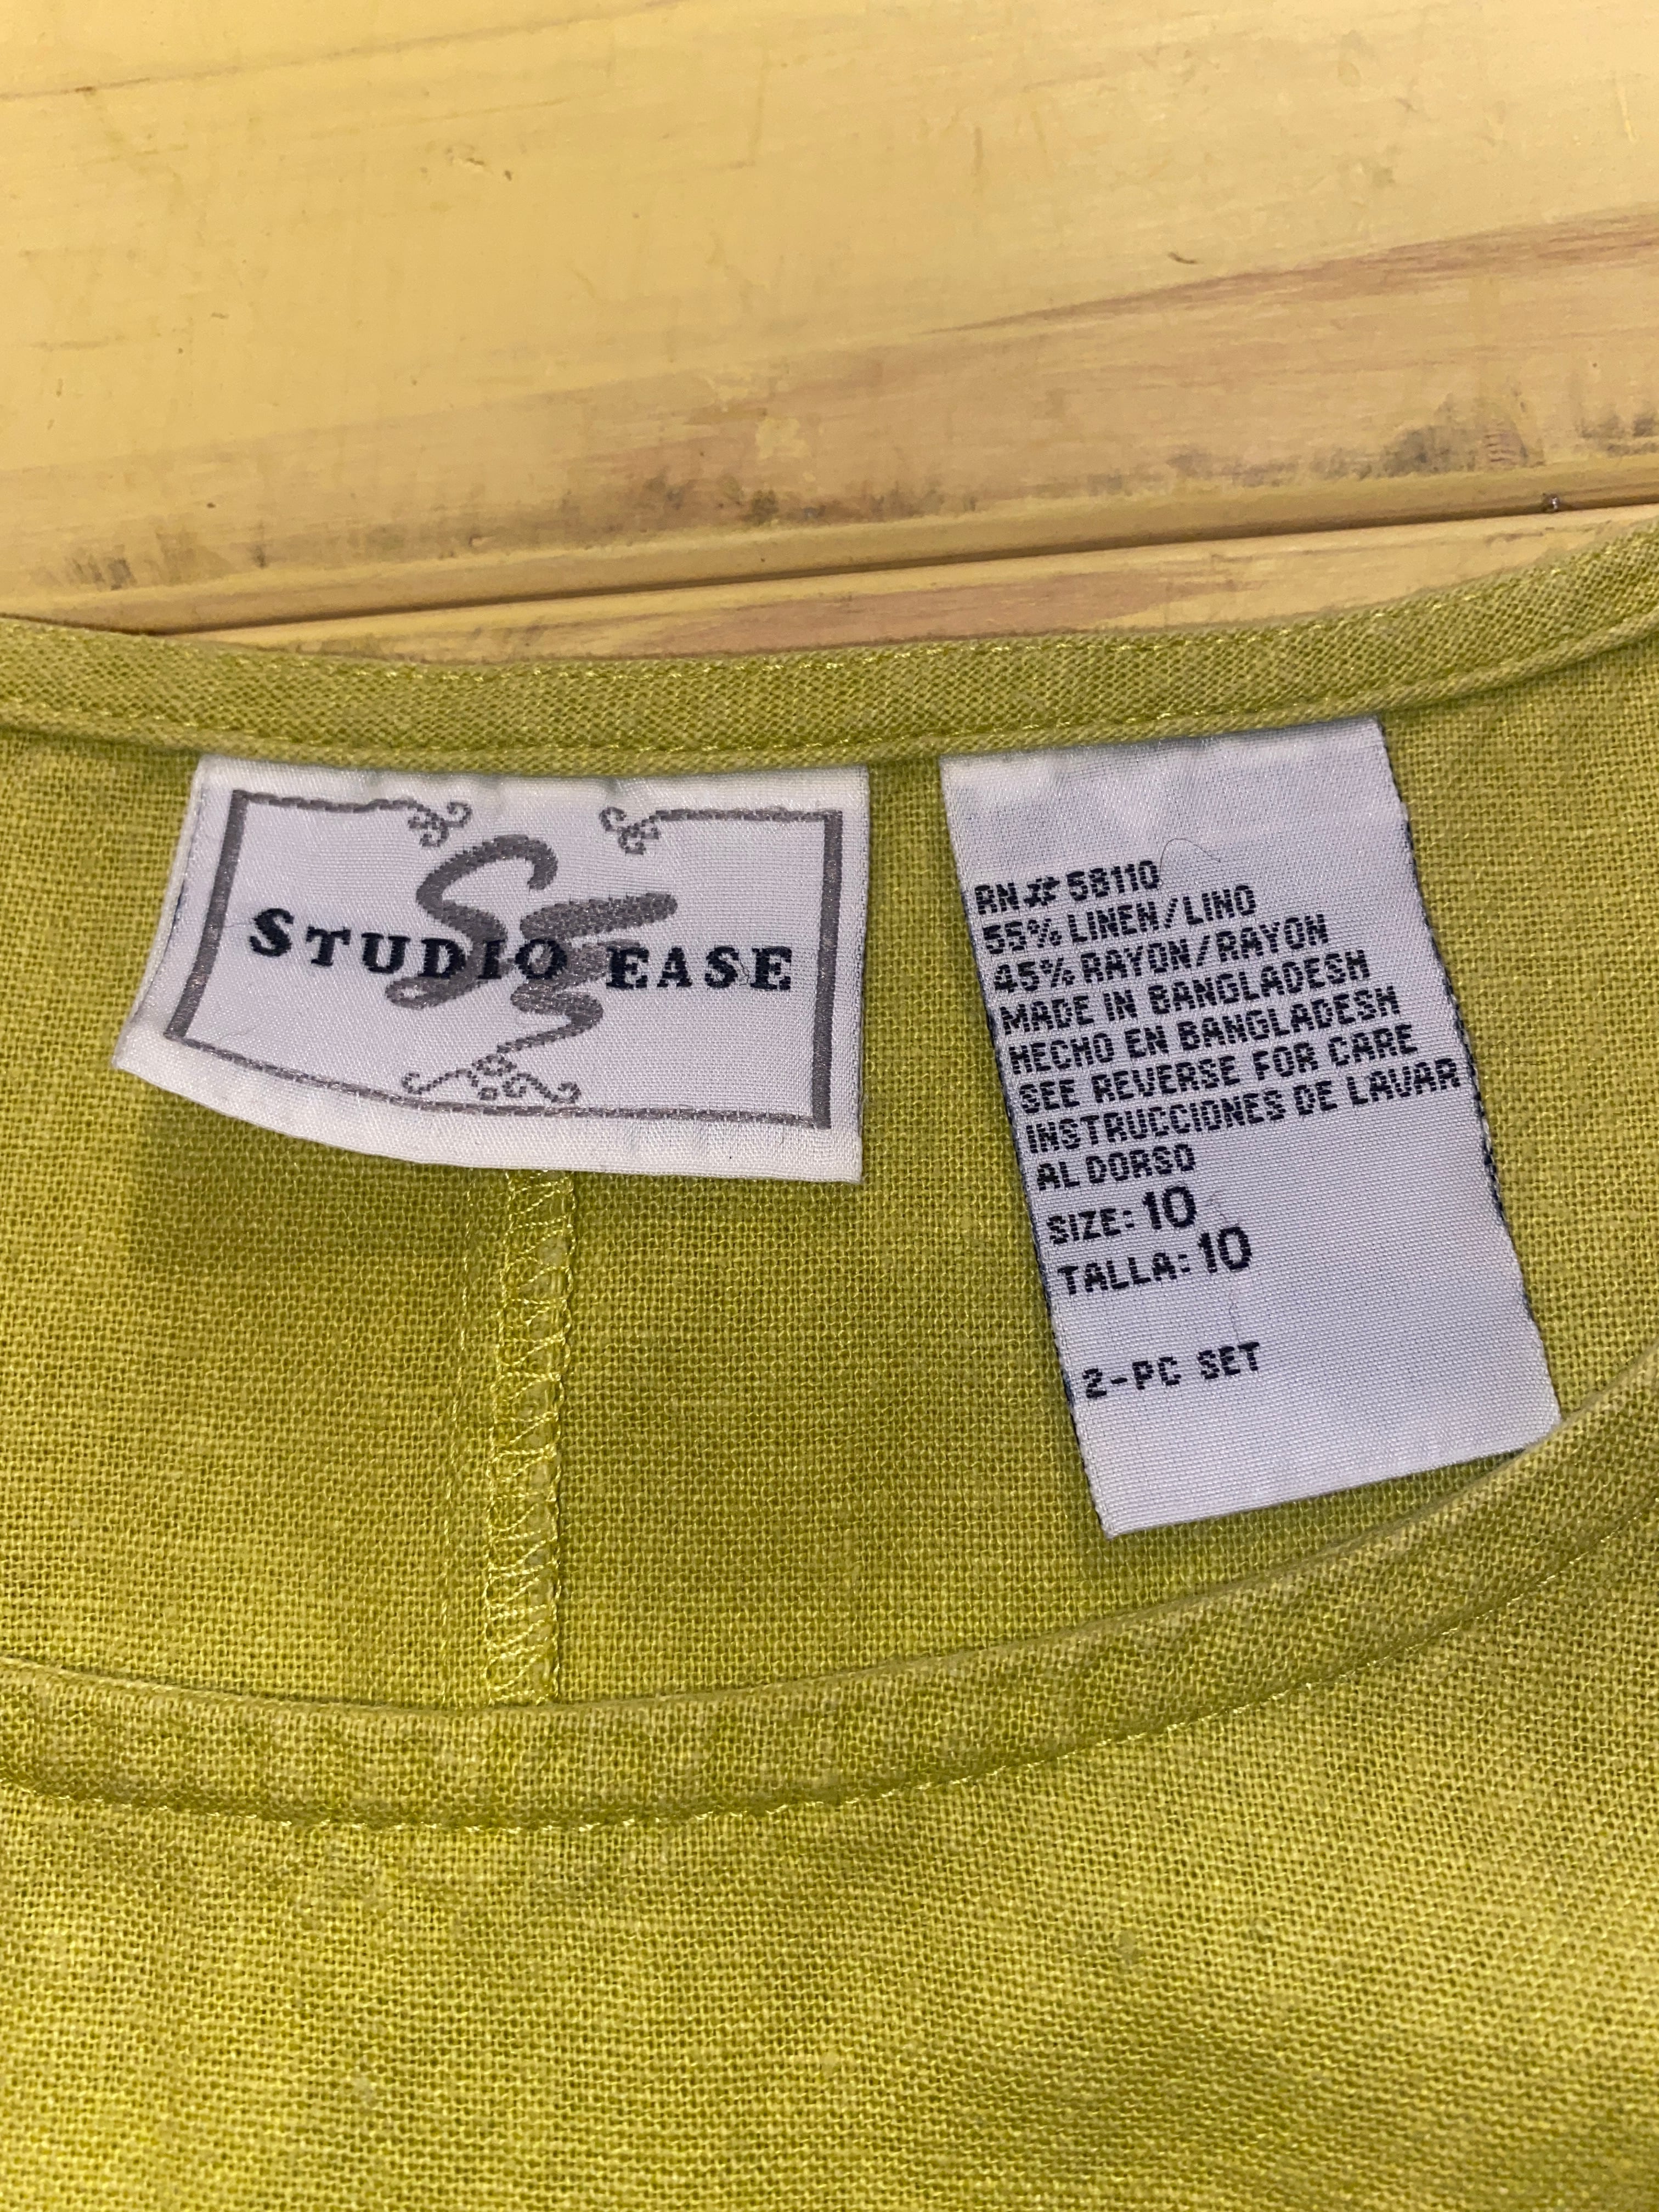 SE
STUDIO EASE
RN # 58110
55% LINEN/LINO
45% RAYON/RAYON
MADE IN BANGLADESH
HECHO EN BANGLADESH
SEE REVERSE FOR CARE
INSTRUCCIONES DE LAVAR
AL DORSO
SIZE: 10
TALLA: 10
2-PC SET